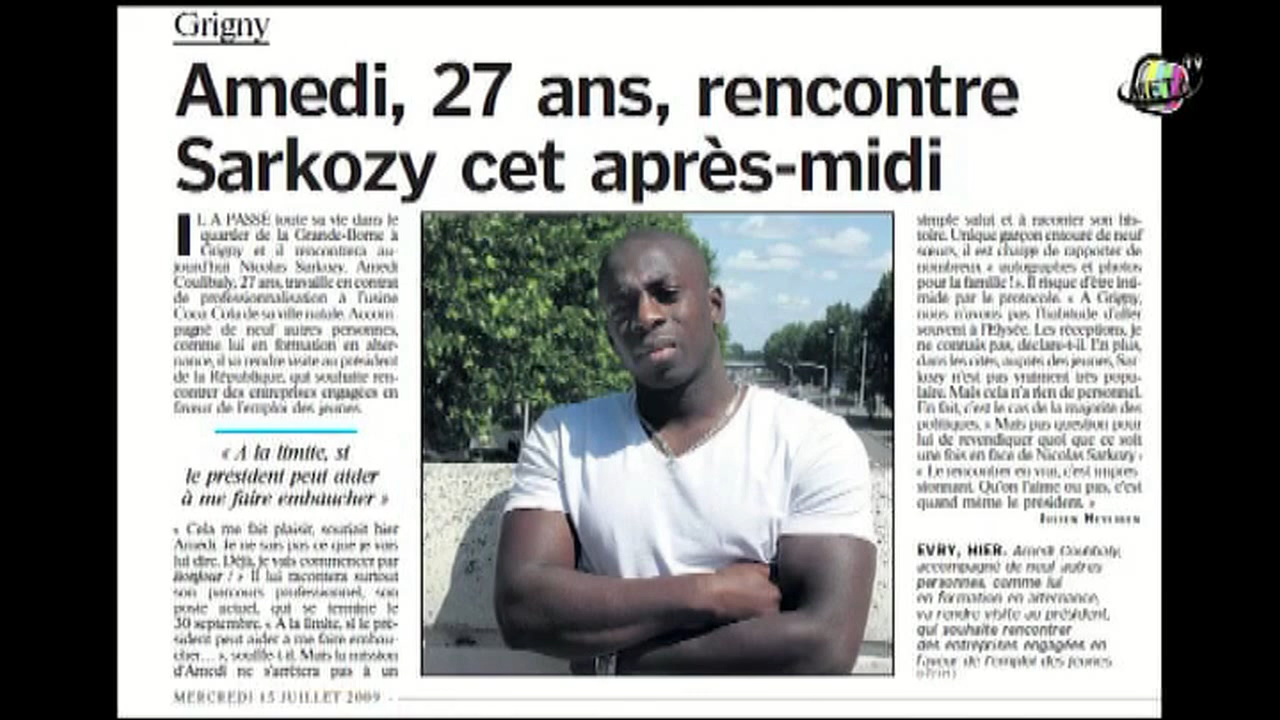 Grigny
Amedi, 27 ans, rencontre
Sarkozy cet après-midi
IL A PASSÉ toute sa vie dans le
quartier de la Grande-Borne à
Grigny et il rencontrera au-
jourd'hui Nicolas Sarkozy. Amedi
Coulibaly, 27 ans, travaille en contrat
de professionnalisation à l'usine
Coca-Cola de sa ville natale. Accom-
pagné de neuf autres personnes,
comme lui en formation en alter-
nance, il va rendre visite au président
de la République, qui souhaite ren-
contrer des entreprises engagées en
faveur de l'emploi des jeunes.
« A la limite, si
le président peut aider
à me faire embaucher »
« Cela me fait plaisir, souriait hier
Amedi. Je ne sais pas ce que je vais
lui dire. Déjà, je vais commencer par
Bonjour ! » Il lui racontera surtout
son parcours professionnel, son
poste actuel, qui se termine le
30 septembre. « A la limite, si le pré-
sident peut aider à me faire embau-
cher… », souffle-t-il. Mais la mission
d'Amedi ne s'arrêtera pas à un
simple salut et à raconter son his-
toire. Unique garçon entouré de neuf
sœurs, il est chargé de rapporter de
nombreux « autographes et photos
pour la famille ! ». Il risque d'être inti-
midé par le protocole. « A Grigny,
nous n'avons pas l'habitude d'aller
souvent à l'Elysée. Les réceptions, je
ne connais pas, déclare-t-il. En plus,
dans les cités, auprès des jeunes, Sar-
kozy n'est pas vraiment très popu-
laire. Mais cela n'a rien de personnel.
En fait, c'est le cas de la majorité des
politiques. » Mais pas question pour
lui de revendiquer quoi que ce soit
une fois en face de Nicolas Sarkozy :
« Le rencontrer en vrai, c'est impres-
sionnant. Qu'on l'aime ou pas, c'est
quand même le président. »
EVRY, HIER. Amedi Coulibaly,
accompagné de neuf autres
personnes, comme lui
en formation en alternance,
va rendre visite au président,
qui souhaite rencontrer
des entreprises engagées en
faveur de l'emploi des jeunes.
MERCREDI 15 JUILLET 2009